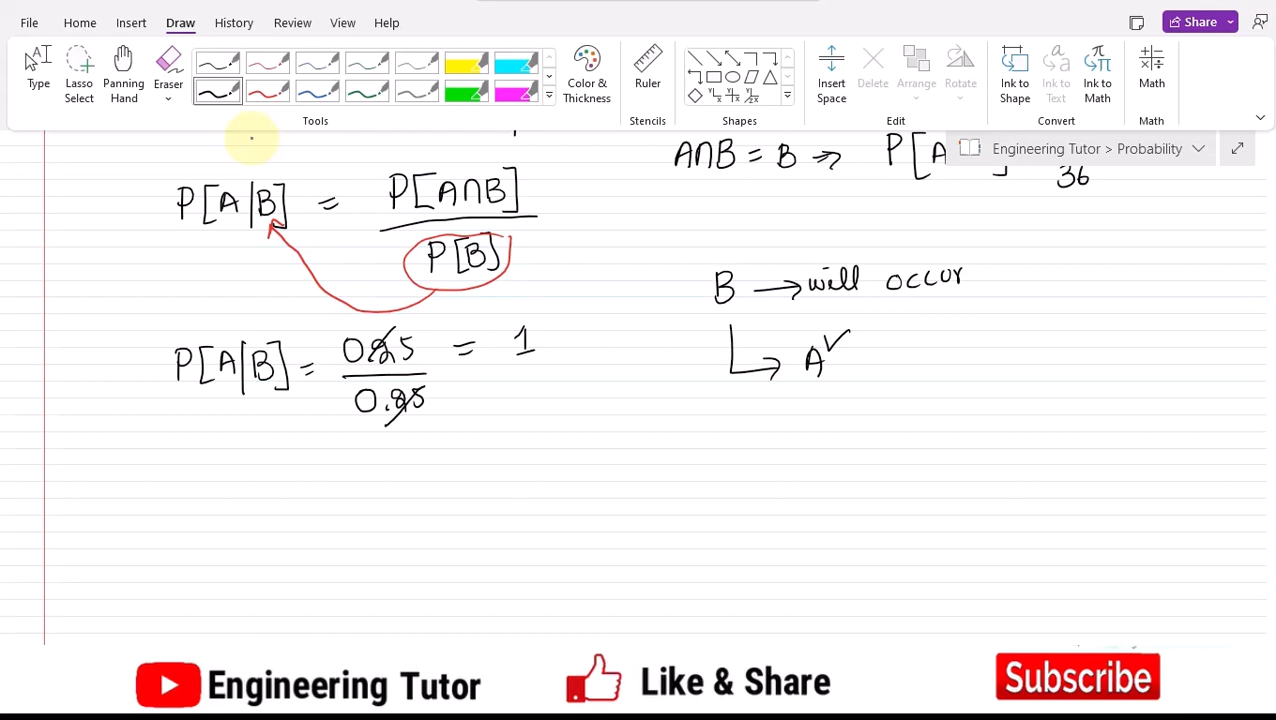 File Home Insert Draw History Review View Help Share
Type Lasso Select Panning Hand Eraser Color & Thickness Ruler Insert Space Delete Arrange Rotate Ink to Shape Ink to Text Ink to Math Math
Tools Stencils Shapes Edit Convert Math
Engineering Tutor > Probability
A∩B = B ⇒ P[A
36
P[A|B] = P[A∩B] / P[B]
B → will occur
↳ A ✓
P[A|B] = 0.25 / 0.25 = 1
Engineering Tutor Like & Share Subscribe